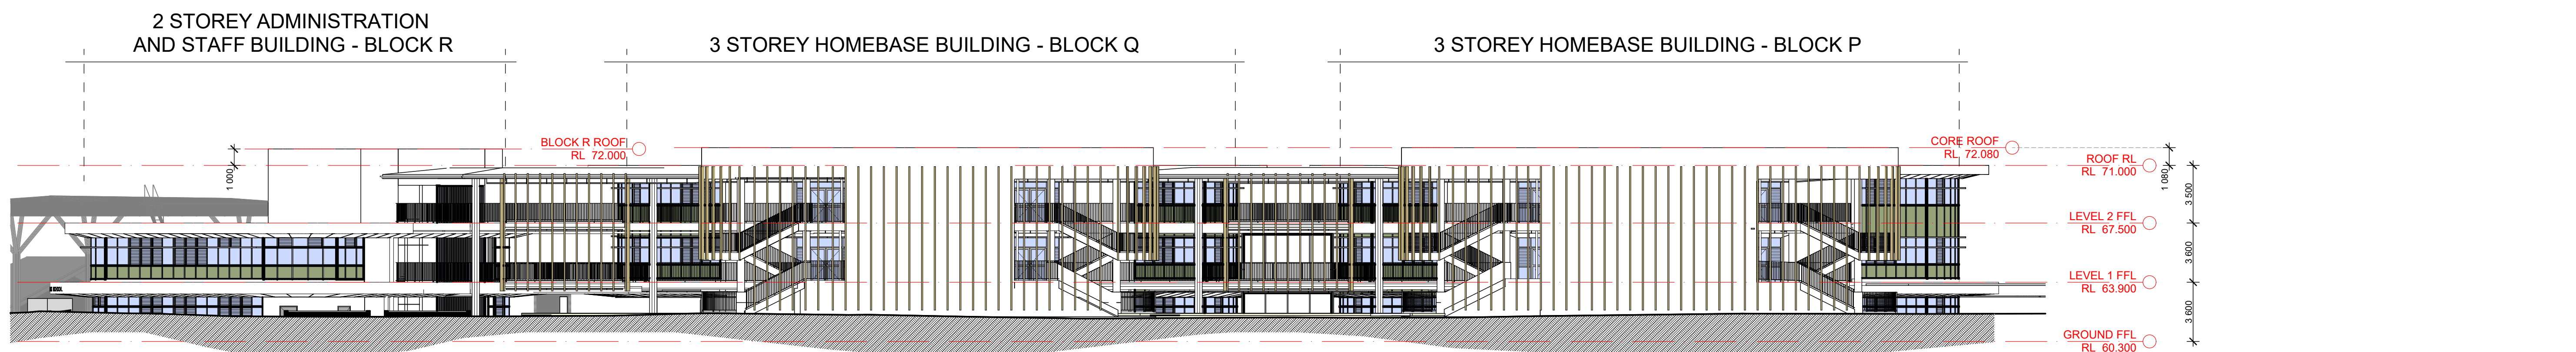 2 STOREY ADMINISTRATION
AND STAFF BUILDING - BLOCK R
3 STOREY HOMEBASE BUILDING - BLOCK Q
3 STOREY HOMEBASE BUILDING - BLOCK P
BLOCK R ROOF
RL 72.000
CORE ROOF
RL 72.080
ROOF RL
RL 71.000
LEVEL 2 FFL
RL 67.500
LEVEL 1 FFL
RL 63.900
GROUND FFL
RL 60.300
1 000
1 080
3 500
3 600
3 600